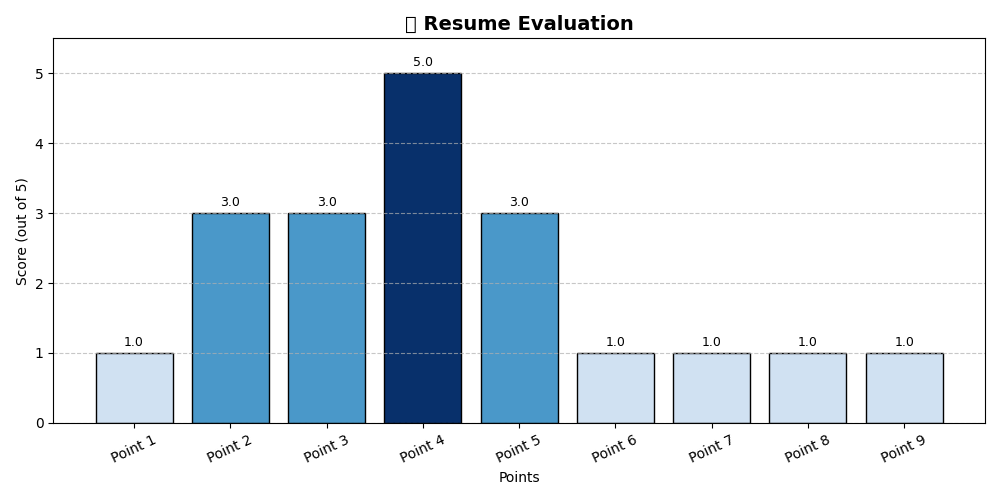 Resume Evaluation
5.0
3.0
3.0
3.0
1.0
1.0
1.0
1.0
1.0
5
4
3
2
1
0
Score (out of 5)
Point 1
Point 2
Point 3
Point 4
Point 5
Point 6
Point 7
Point 8
Point 9
Points